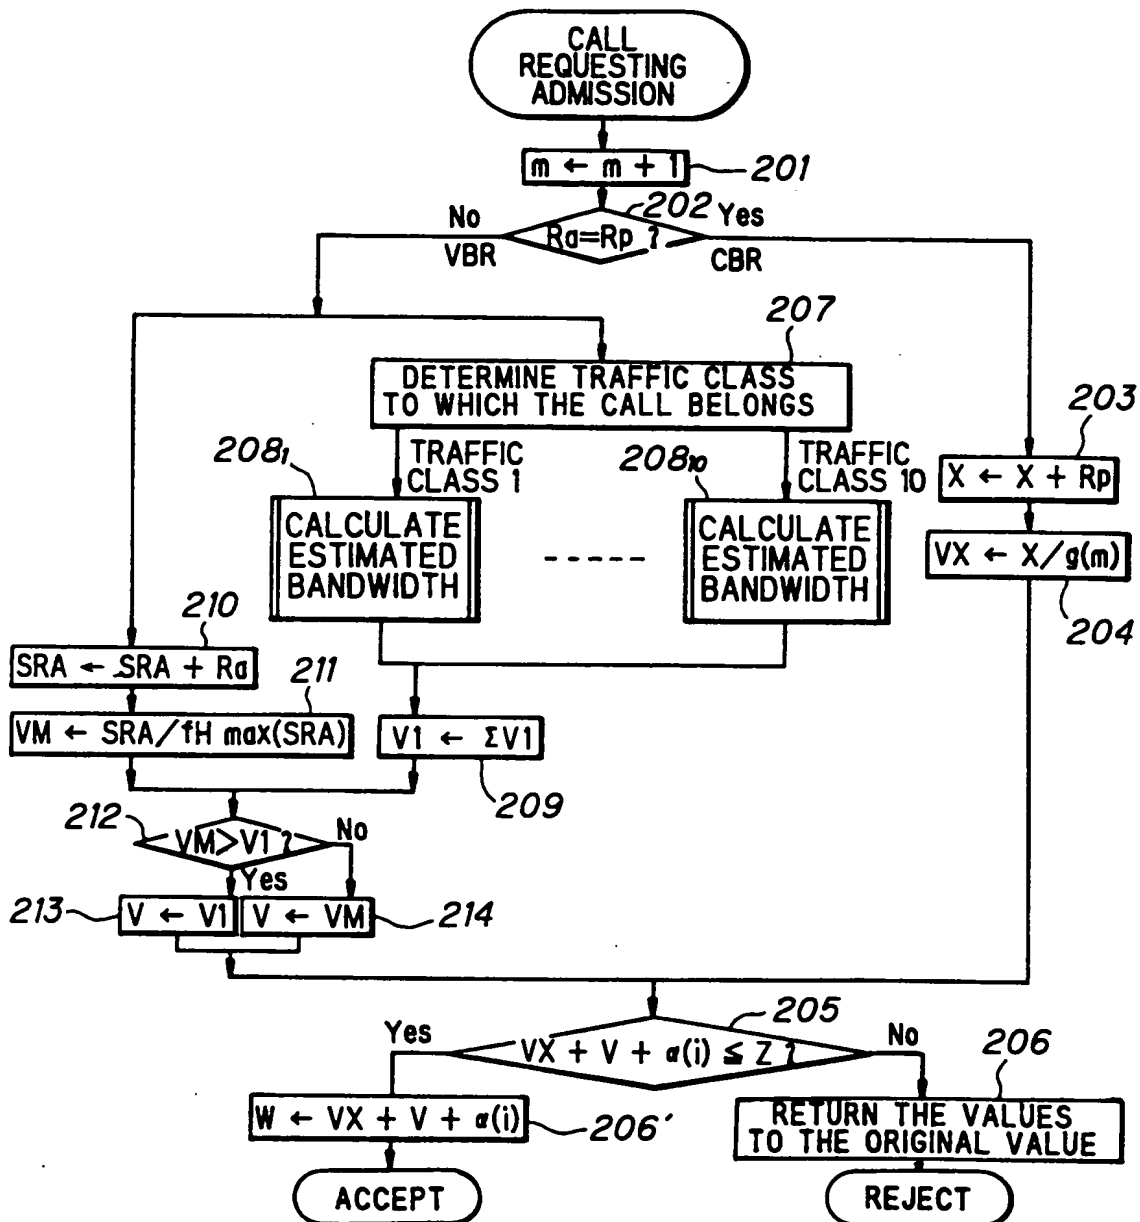 CALL
REQUESTING
ADMISSION
m ← m + 1
201
202
No
Yes
Ra=Rp ?
VBR
CBR
207
DETERMINE TRAFFIC CLASS
TO WHICH THE CALL BELONGS
203
208₁
TRAFFIC
CLASS 1
208₁₀
TRAFFIC
CLASS 10
X ← X + Rp
CALCULATE
ESTIMATED
BANDWIDTH
-----
CALCULATE
ESTIMATED
BANDWIDTH
VX ← X/g(m)
204
210
SRA ← SRA + Ra
211
VM ← SRA/fH max(SRA)
V1 ← ΣV1
209
212
VM>V1 ?
No
Yes
213
V ← V1
V ← VM
214
205
Yes
VX + V + α(i) ≦ Z ?
No
206
W ← VX + V + α(i)
206'
RETURN THE VALUES
TO THE ORIGINAL VALUE
ACCEPT
REJECT